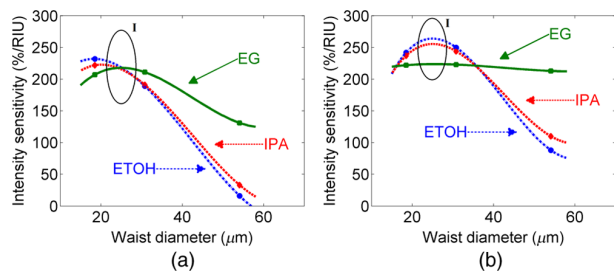 300
250
200
150
100
50
0
20
40
60
Intensity sensitivity (%/RIU)
Waist diameter (μm)
I
EG
IPA
ETOH
(a)
300
250
200
150
100
50
0
20
40
60
Intensity sensitivity (%/RIU)
Waist diameter (μm)
I
EG
IPA
ETOH
(b)